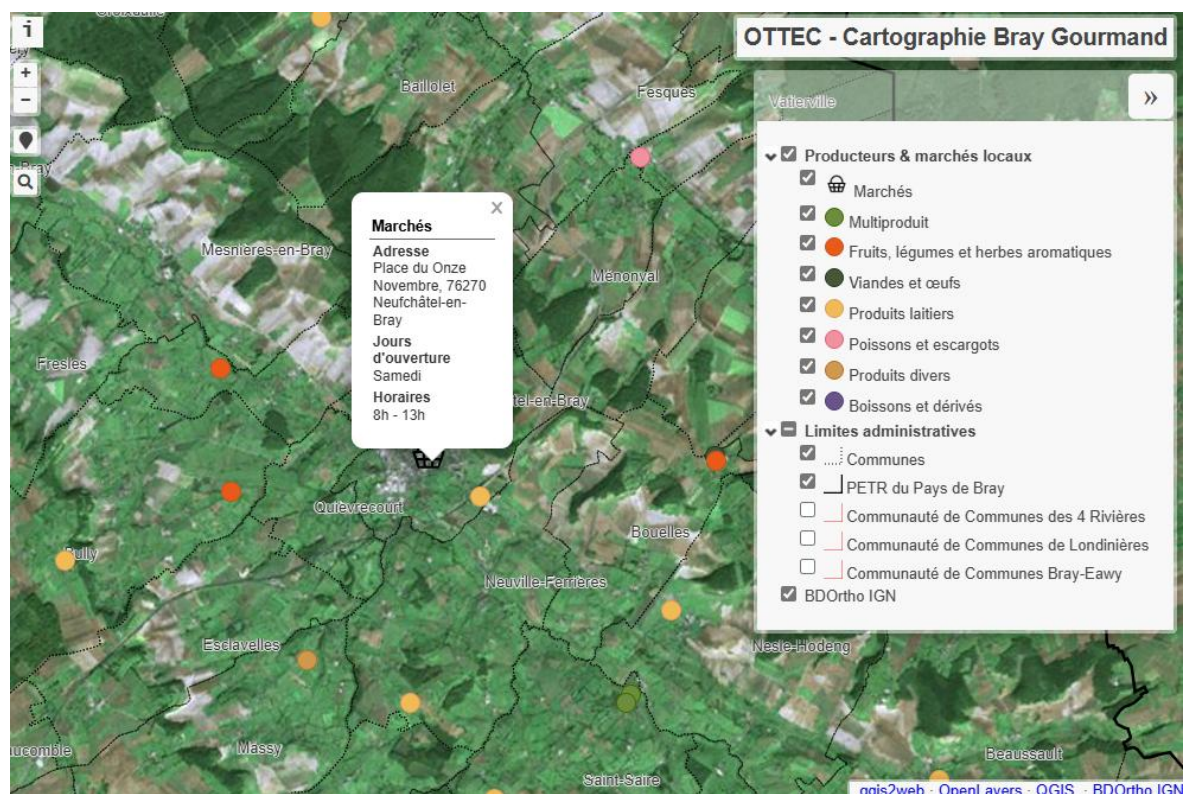 i
OTTEC - Cartographie Bray Gourmand
+
−
Baillolet
Fesques
Vatierville
»
Bray
Producteurs & marchés locaux
Marchés
Multiproduit
Fruits, légumes et herbes aromatiques
Viandes et œufs
Produits laitiers
Poissons et escargots
Produits divers
Boissons et dérivés
Limites administratives
Communes
PETR du Pays de Bray
Communauté de Communes des 4 Rivières
Communauté de Communes de Londinières
Communauté de Communes Bray-Eawy
BDOrtho IGN
×
Marchés
Adresse
Place du Onze
Novembre, 76270
Neufchâtel-en-
Bray
Jours
d'ouverture
Samedi
Horaires
8h - 13h
Mesnières-en-Bray
Ménonval
Fresles
tel-en-Bray
Quièvrecourt
Bully
Bouelles
Neuville-Ferrières
Esclavelles
Nesle-Hodeng
Massy
Beaussault
ucomble
Saint-Saire
qgis2web · OpenLayers · QGIS · BDOrtho IGN